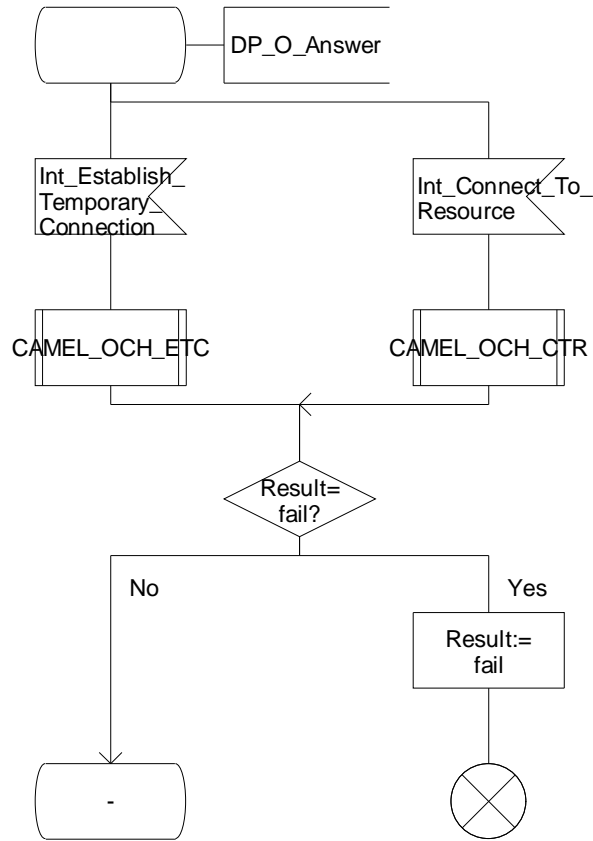 DP_O_Answer
Int_Establish_
Temporary_
Connection
Int_Connect_To_
Resource
CAMEL_OCH_ETC
CAMEL_OCH_CTR
Result=
fail?
No
Yes
Result:=
fail
-